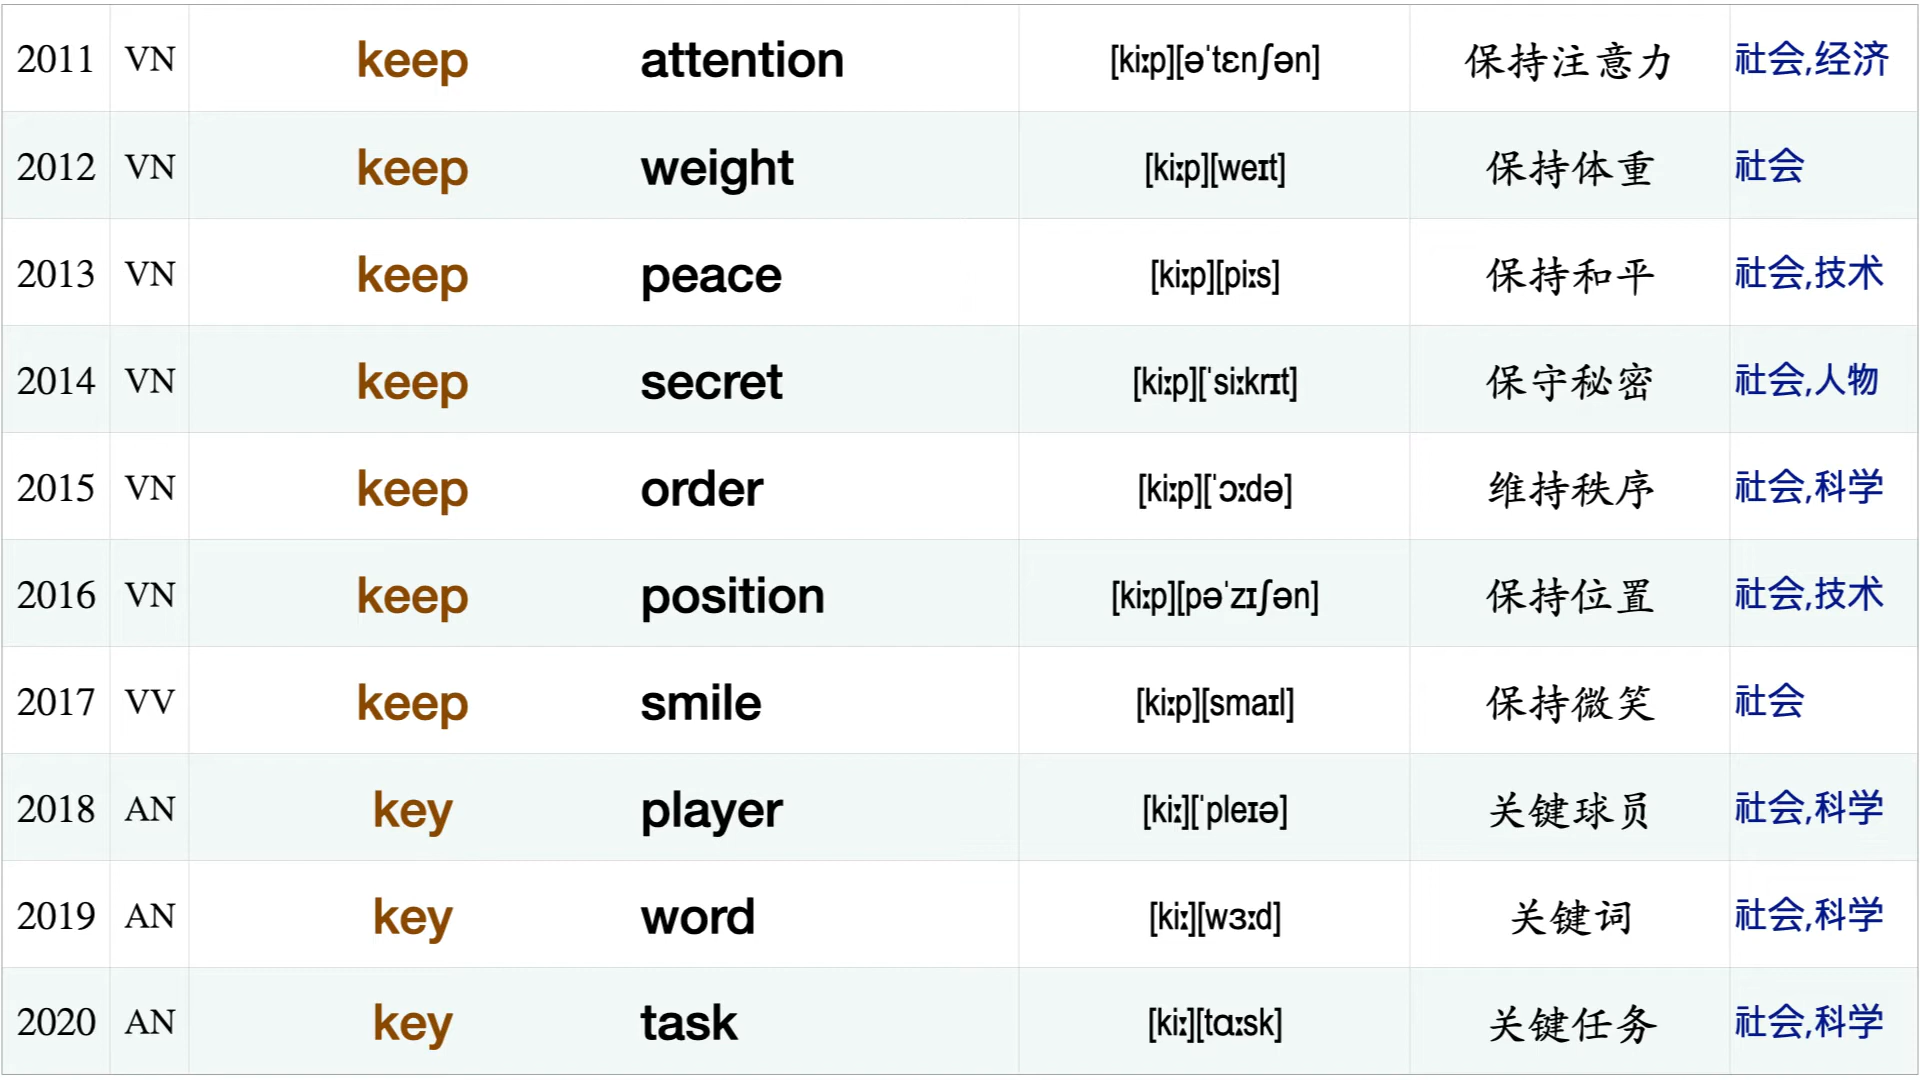 2011 VN keep attention [kiːp][əˈtɛnʃən] 保持注意力 社会,经济
2012 VN keep weight [kiːp][weɪt] 保持体重 社会
2013 VN keep peace [kiːp][piːs] 保持和平 社会,技术
2014 VN keep secret [kiːp][ˈsiːkrɪt] 保守秘密 社会,人物
2015 VN keep order [kiːp][ˈɔːdə] 维持秩序 社会,科学
2016 VN keep position [kiːp][pəˈzɪʃən] 保持位置 社会,技术
2017 VV keep smile [kiːp][smaɪl] 保持微笑 社会
2018 AN key player [kiː][ˈpleɪə] 关键球员 社会,科学
2019 AN key word [kiː][wɜːd] 关键词 社会,科学
2020 AN key task [kiː][tɑːsk] 关键任务 社会,科学